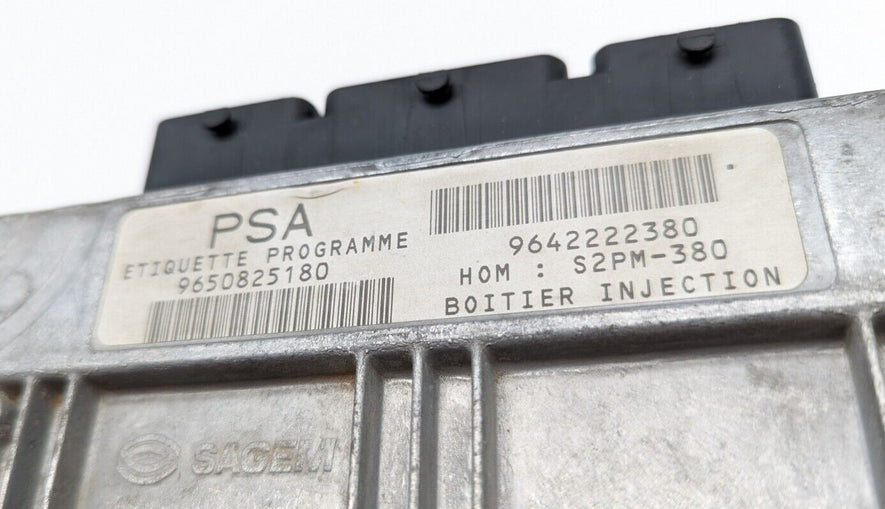 PSA
ETIQUETTE PROGRAMME
9650825180
9642222380
HOM : S2PM-380
BOITIER INJECTION
SAGEM